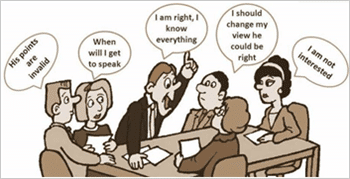 His points
are
invalid
When
will I get
to speak
I am right, I
know
everything
I should
change my
view he
could be
right
I am not
interested